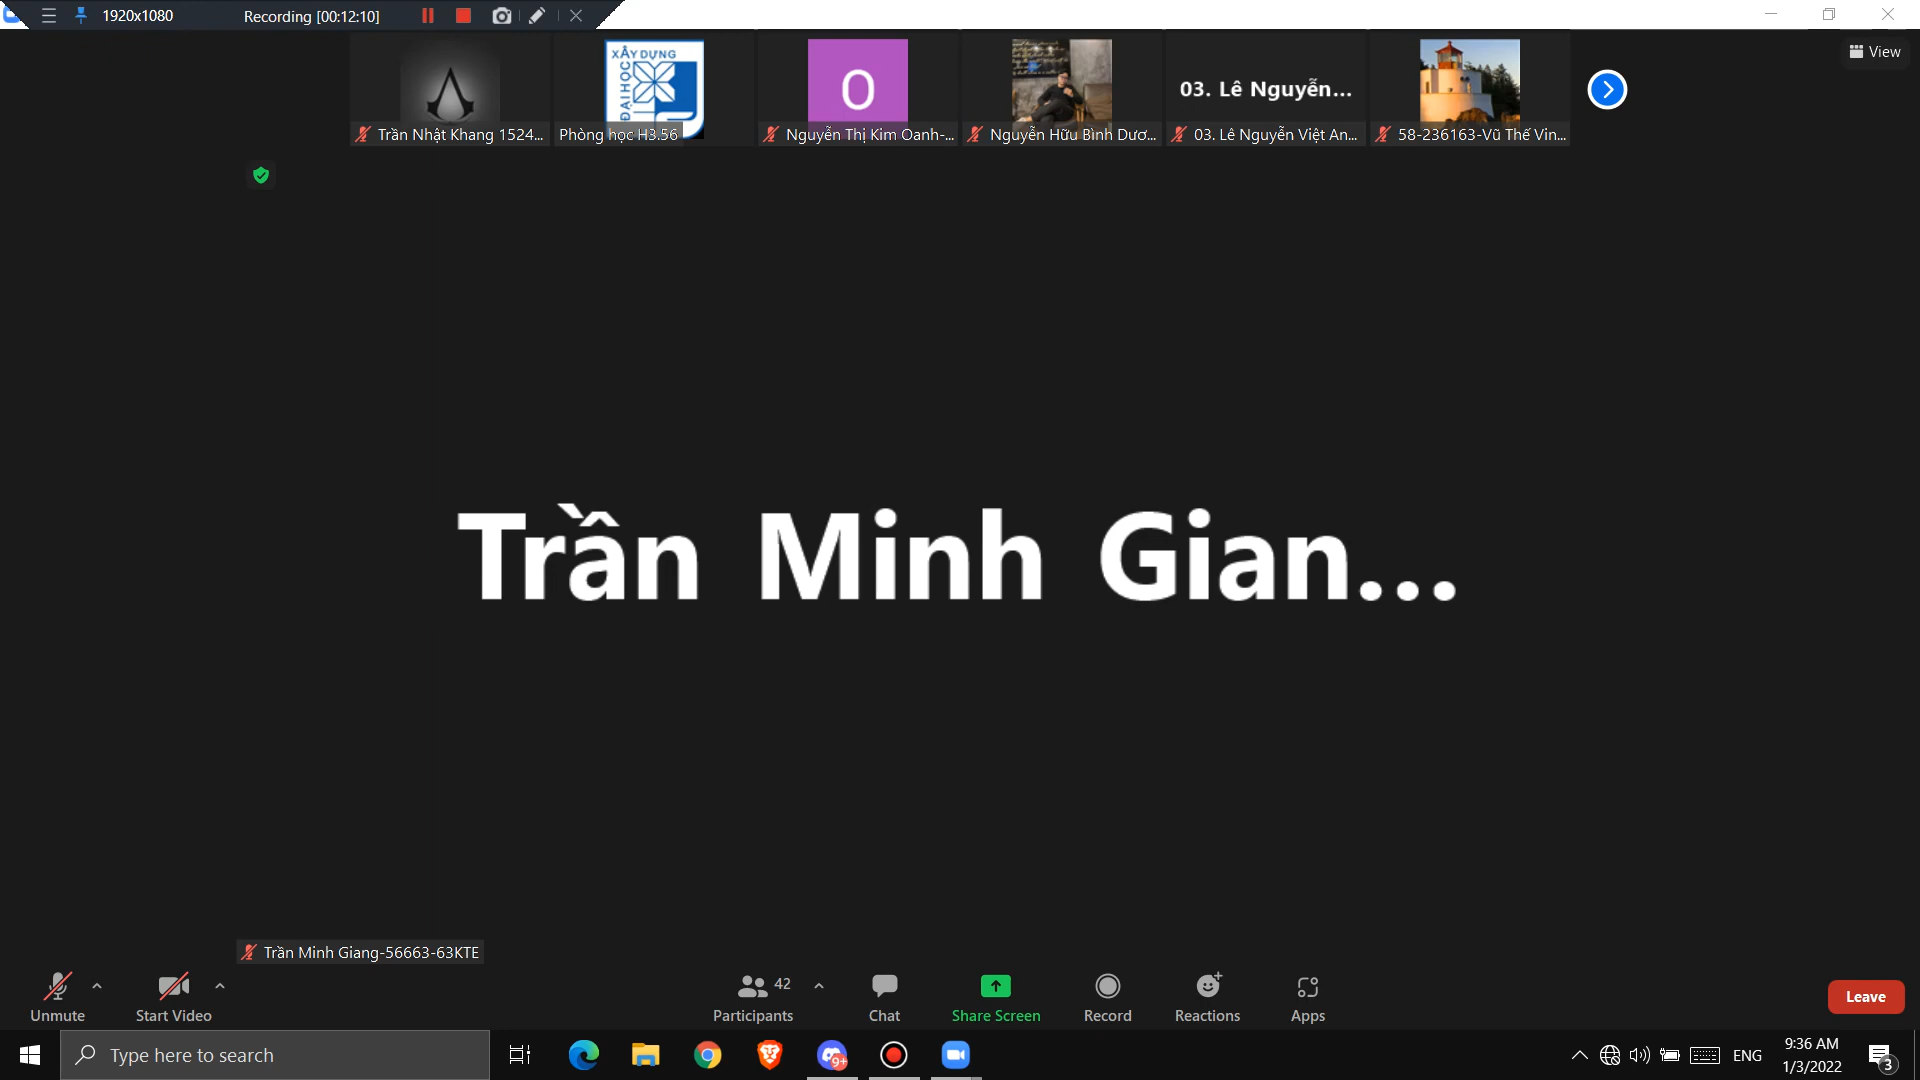 1920x1080
Recording [00:12:10]
View
XÂY DỰNG
ĐẠI HỌC
O
03. Lê Nguyễn...
Trần Nhật Khang 1524...
Phòng học H3.56
Nguyễn Thị Kim Oanh-...
Nguyễn Hữu Bình Dươ...
03. Lê Nguyễn Việt An...
58-236163-Vũ Thế Vin...
Trần Minh Gian...
Trần Minh Giang-56663-63KTE
Unmute
Start Video
42
Participants
Chat
Share Screen
Record
Reactions
Apps
Leave
Type here to search
9+
ENG
9:36 AM
1/3/2022
3